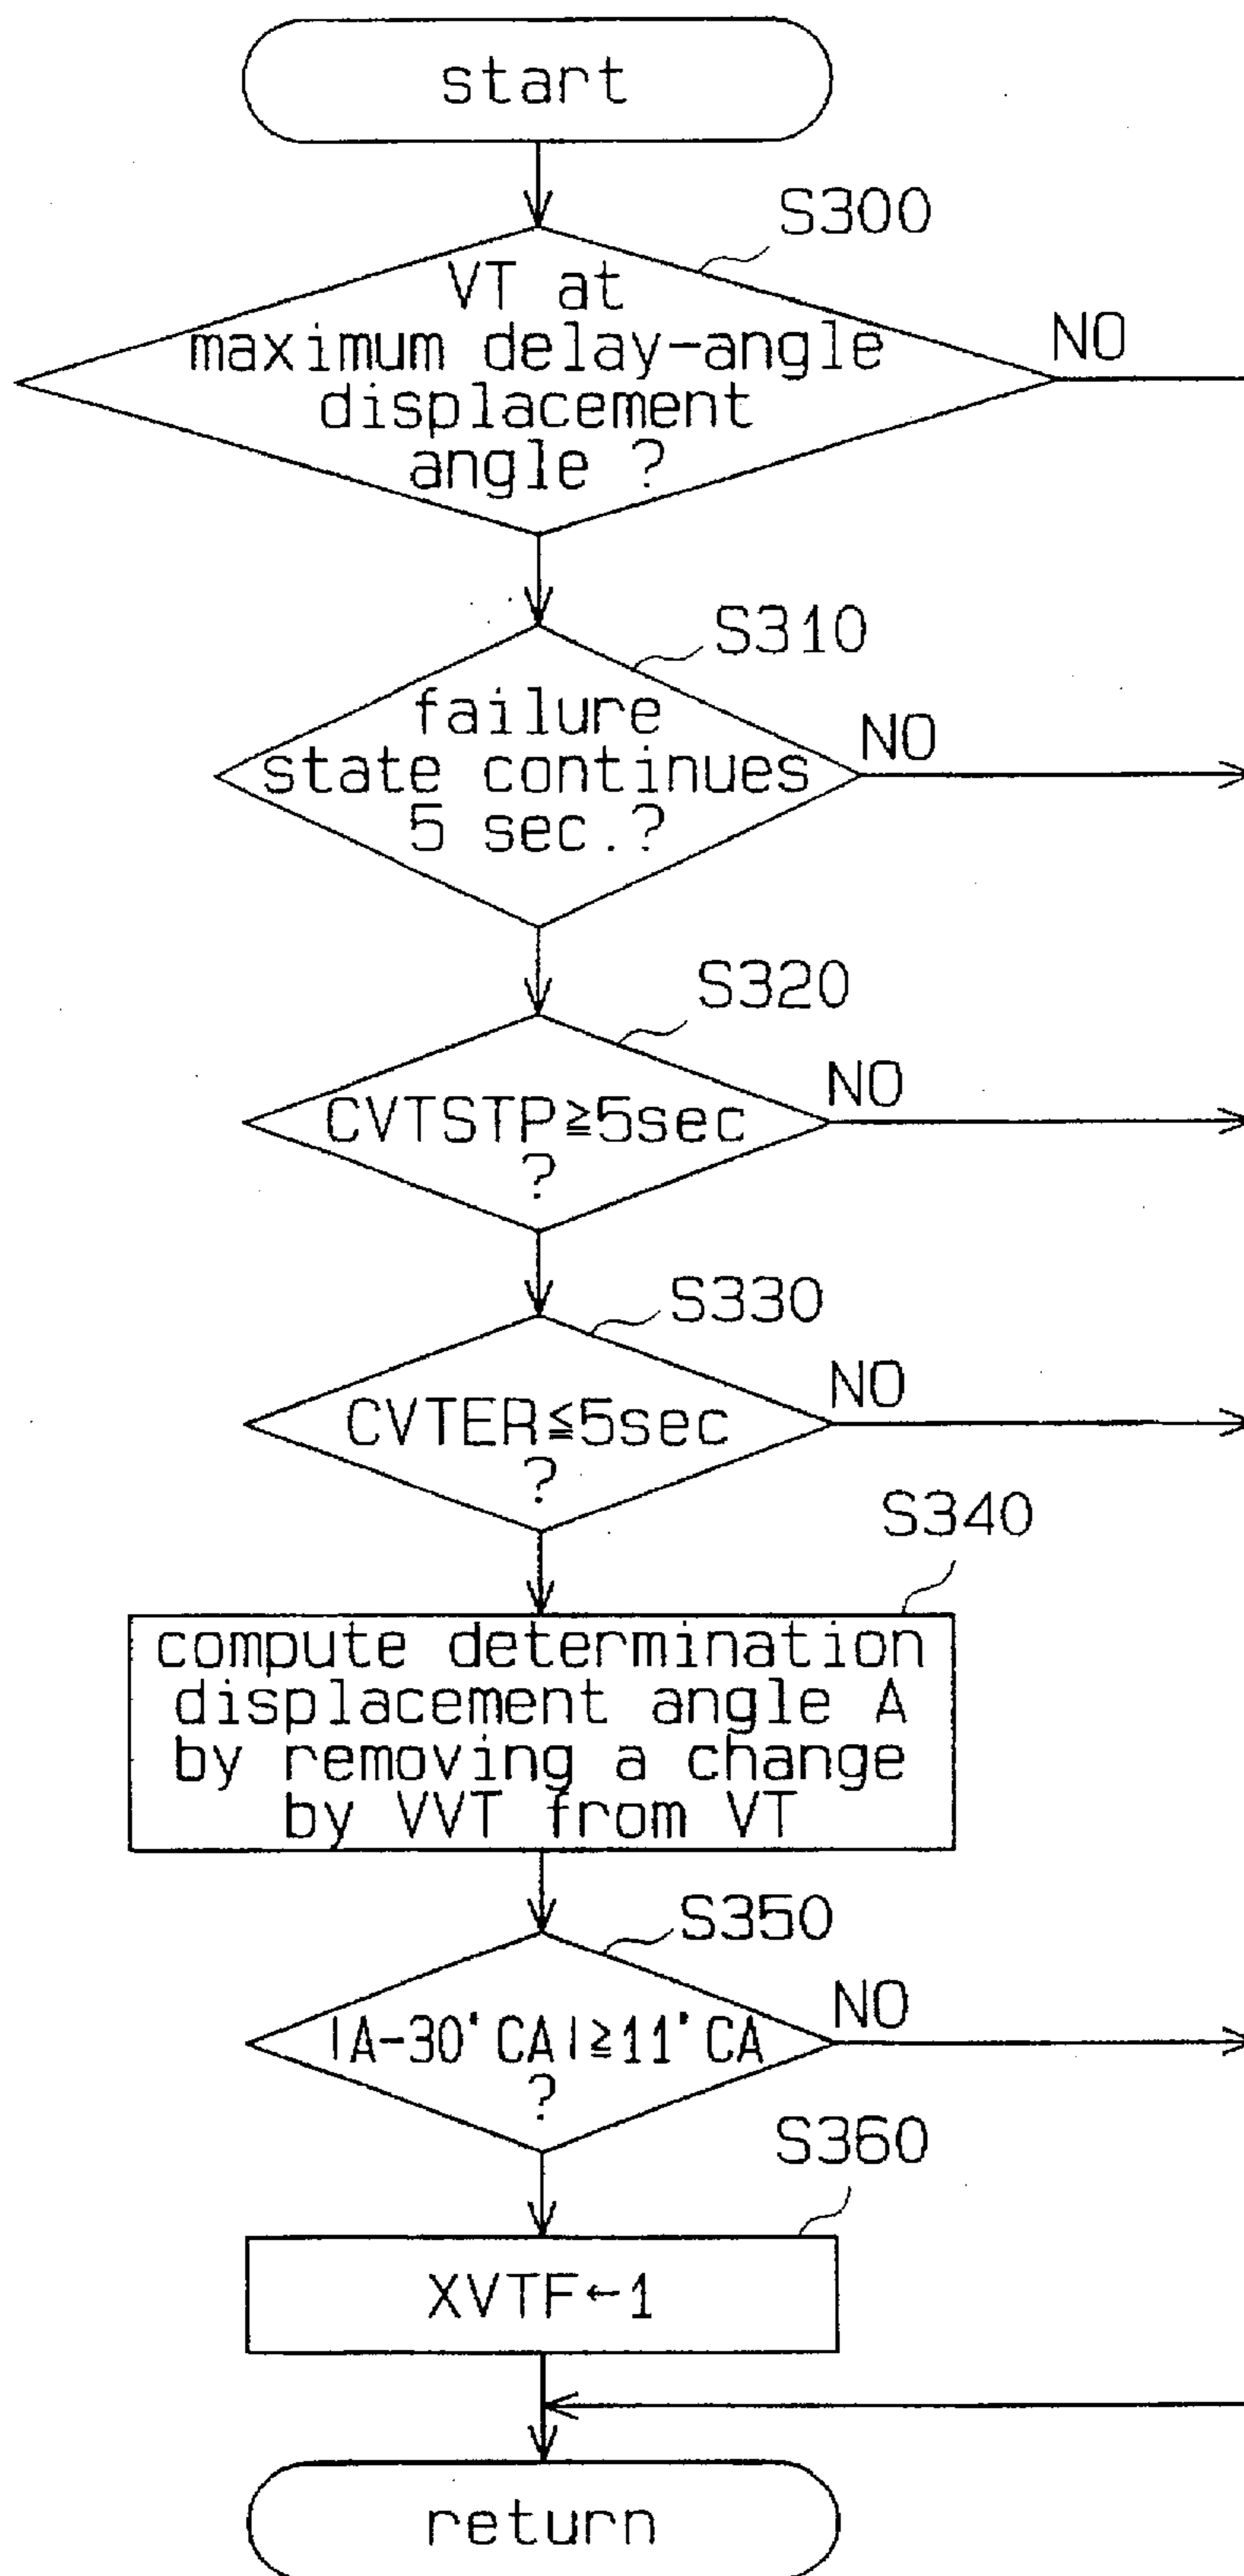 start
S300
VT at
maximum delay-angle
displacement
angle ?
NO
S310
failure
state continues
5 sec.?
NO
S320
CVTSTP≧5sec
?
NO
S330
CVTER≦5sec
?
NO
S340
compute determination
displacement angle A
by removing a change
by VVT from VT
S350
|A-30°CA|≧11°CA
?
NO
S360
XVTF←1
return